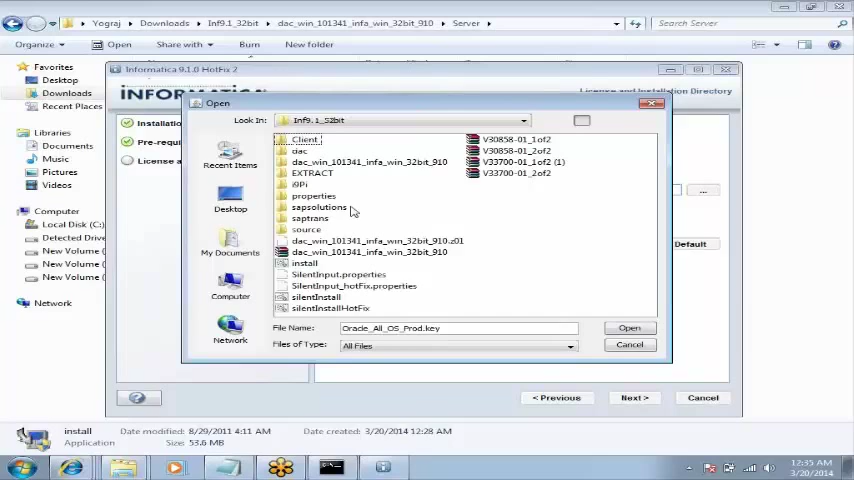 Yograj ▸ Downloads ▸ Inf9.1_32bit ▸ dac_win_101341_infa_win_32bit_910 ▸ Server ▸
Search Server
Organize
Open
Share with
Burn
New folder
Favorites
Desktop
Downloads
Recent Places
Libraries
Documents
Music
Pictures
Videos
Computer
Local Disk (C:)
Detected Drive
New Volume (
New Volume (
New Volume (
Network
Informatica 9.1.0 HotFix 2
INFORMATICA
License and Installation Directory
Installatio
Pre-requi
License a
...
Default
Open
Look In:
Inf9.1_32bit
Recent Items
Desktop
My Documents
Computer
Network
Client
dac
dac_win_101341_infa_win_32bit_910
EXTRACT
i9Pi
properties
sapsolutions
saptrans
source
dac_win_101341_infa_win_32bit_910.z01
dac_win_101341_infa_win_32bit_910
install
SilentInput.properties
SilentInput_hotFix.properties
silentInstall
silentInstallHotFix
V30858-01_1of2
V30858-01_2of2
V33700-01_1of2 (1)
V33700-01_2of2
File Name:
Oracle_All_OS_Prod.key
Open
Files of Type:
All Files
Cancel
?
< Previous
Next >
Cancel
install
Date modified: 8/29/2011 4:11 AM
Date created: 3/20/2014 12:28 AM
Application
Size: 53.6 MB
12:35 AM
3/20/2014